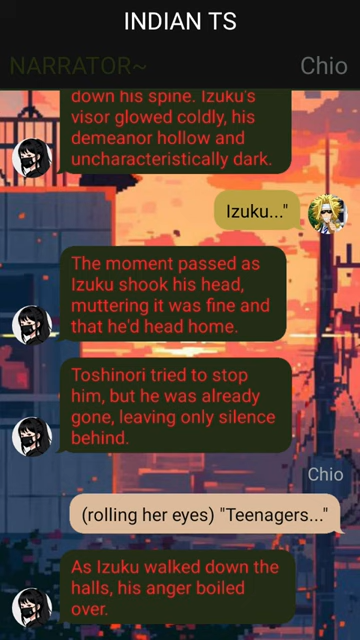 INDIAN TS
NARRATOR~
Chio
down his spine. Izuku's
visor glowed coldly, his
demeanor hollow and
uncharacteristically dark.
Izuku..."
The moment passed as
Izuku shook his head,
muttering it was fine and
that he'd head home.
Toshinori tried to stop
him, but he was already
gone, leaving only silence
behind.
Chio
(rolling her eyes) "Teenagers..."
As Izuku walked down the
halls, his anger boiled
over.